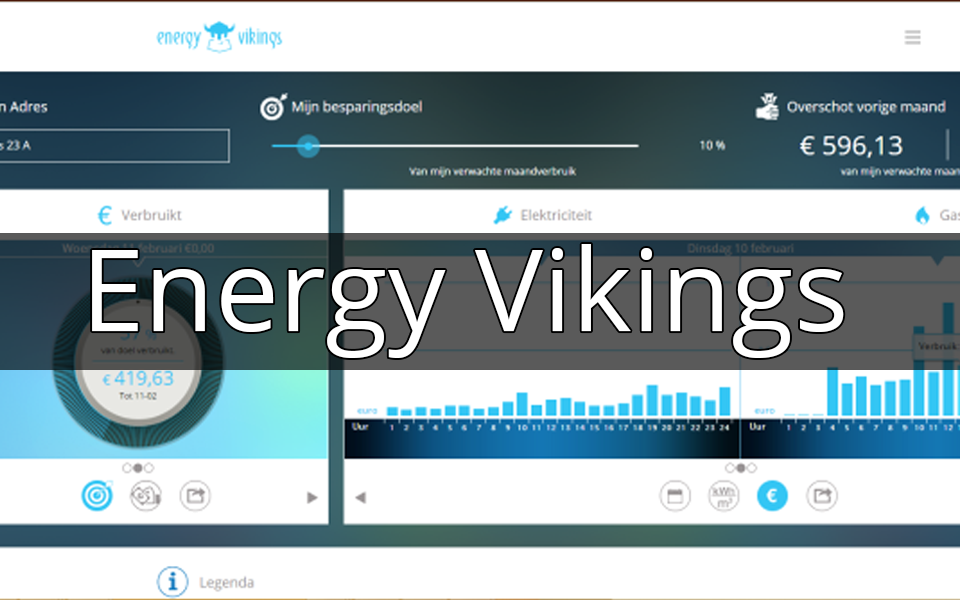 energy vikings
n Adres
Mijn besparingsdoel
Overschot vorige maand
s 23 A
10 %
€ 596,13
Van mijn verwachte maandverbruik
van mijn verwachte maan
€ Verbruikt
Elektriciteit
Gas
Woensdag 11 februari €0,00
Dinsdag 10 februari
Energy Vikings
57 %
van doel verbruikt.
Verbruik:
€ 419,63
Tot 11-02
euro
euro
Uur 1 2 3 4 5 6 7 8 9 10 11 12 13 14 15 16 17 18 19 20 21 22 23 24
Uur 1 2 3 4 5 6 7 8 9 10 11 12
kWh
m³
€
i Legenda